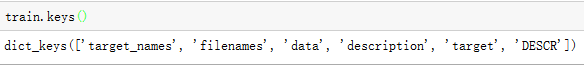 train.keys()
dict_keys(['target_names', 'filenames', 'data', 'description', 'target', 'DESCR'])